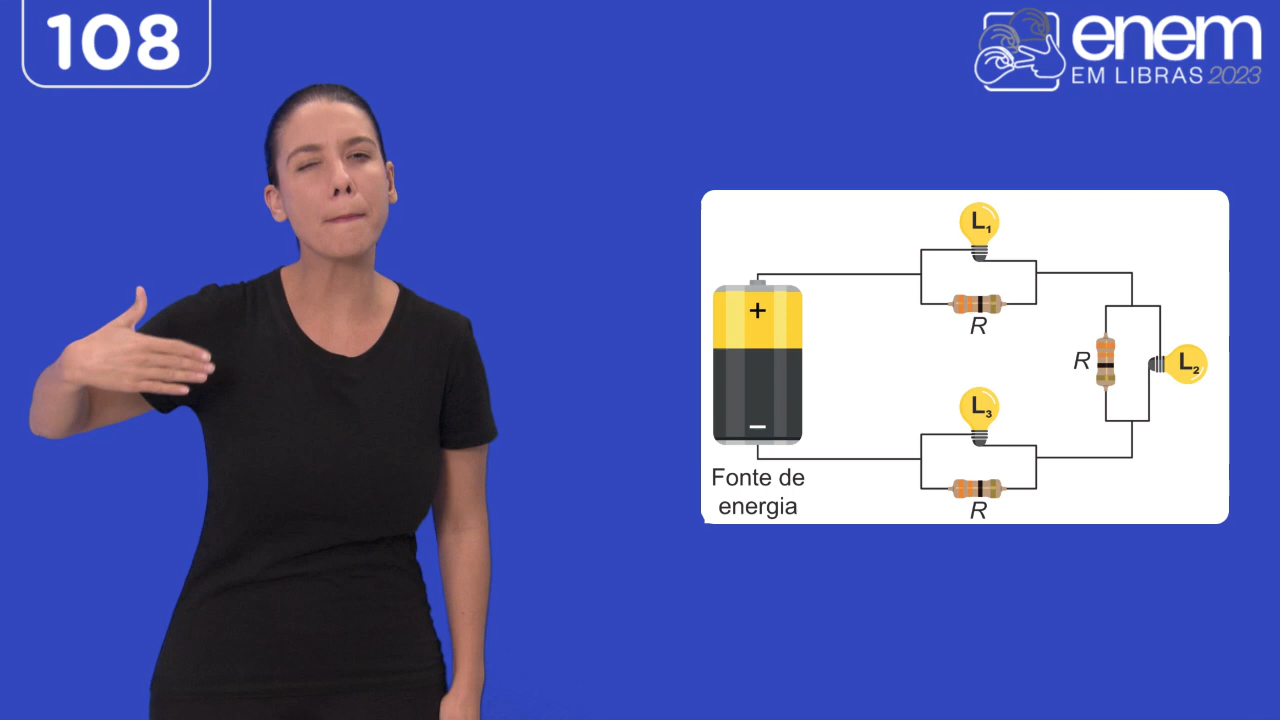 108
enem
EM LIBRAS 2023
L₁
+
R
R
L₂
L₃
Fonte de
energia
R